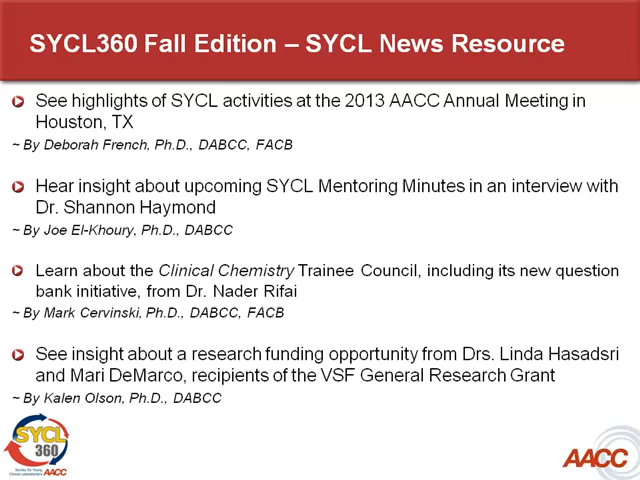 SYCL360 Fall Edition – SYCL News Resource
See highlights of SYCL activities at the 2013 AACC Annual Meeting in
Houston, TX
~ By Deborah French, Ph.D., DABCC, FACB
Hear insight about upcoming SYCL Mentoring Minutes in an interview with
Dr. Shannon Haymond
~ By Joe El-Khoury, Ph.D., DABCC
Learn about the Clinical Chemistry Trainee Council, including its new question
bank initiative, from Dr. Nader Rifai
~ By Mark Cervinski, Ph.D., DABCC, FACB
See insight about a research funding opportunity from Drs. Linda Hasadsri
and Mari DeMarco, recipients of the VSF General Research Grant
~ By Kalen Olson, Ph.D., DABCC
SYCL
360
Society for Young
Clinical Laboratorians AACC
AACC